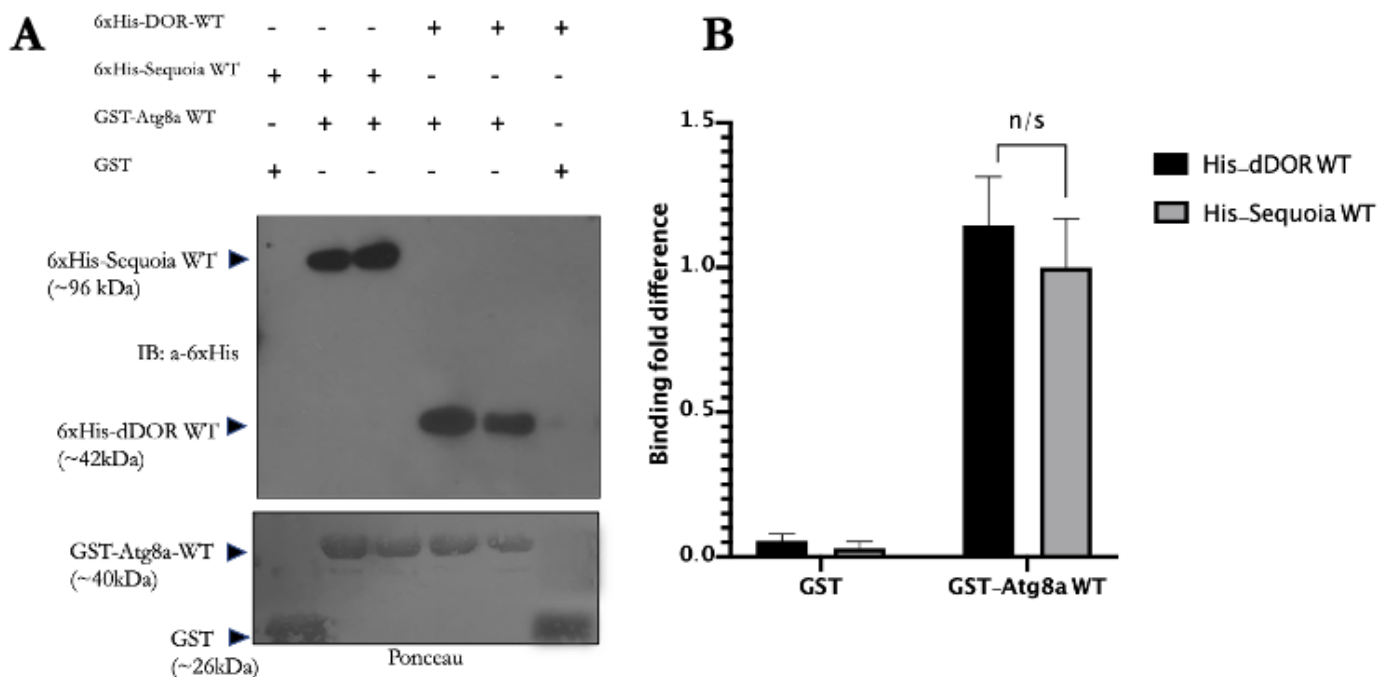 A
6xHis-DOR-WT - - - + + +
6xHis-Sequoia WT + + + - - -
GST-Atg8a WT - + + + + -
GST + - - - - +
6xHis-Sequoia WT
(~96 kDa)
IB: a-6xHis
6xHis-dDOR WT
(~42kDa)
GST-Atg8a-WT
(~40kDa)
GST
(~26kDa)
Ponceau
B
Binding fold difference
1.5
1.0
0.5
0.0
n/s
GST
GST-Atg8a WT
His-dDOR WT
His-Sequoia WT